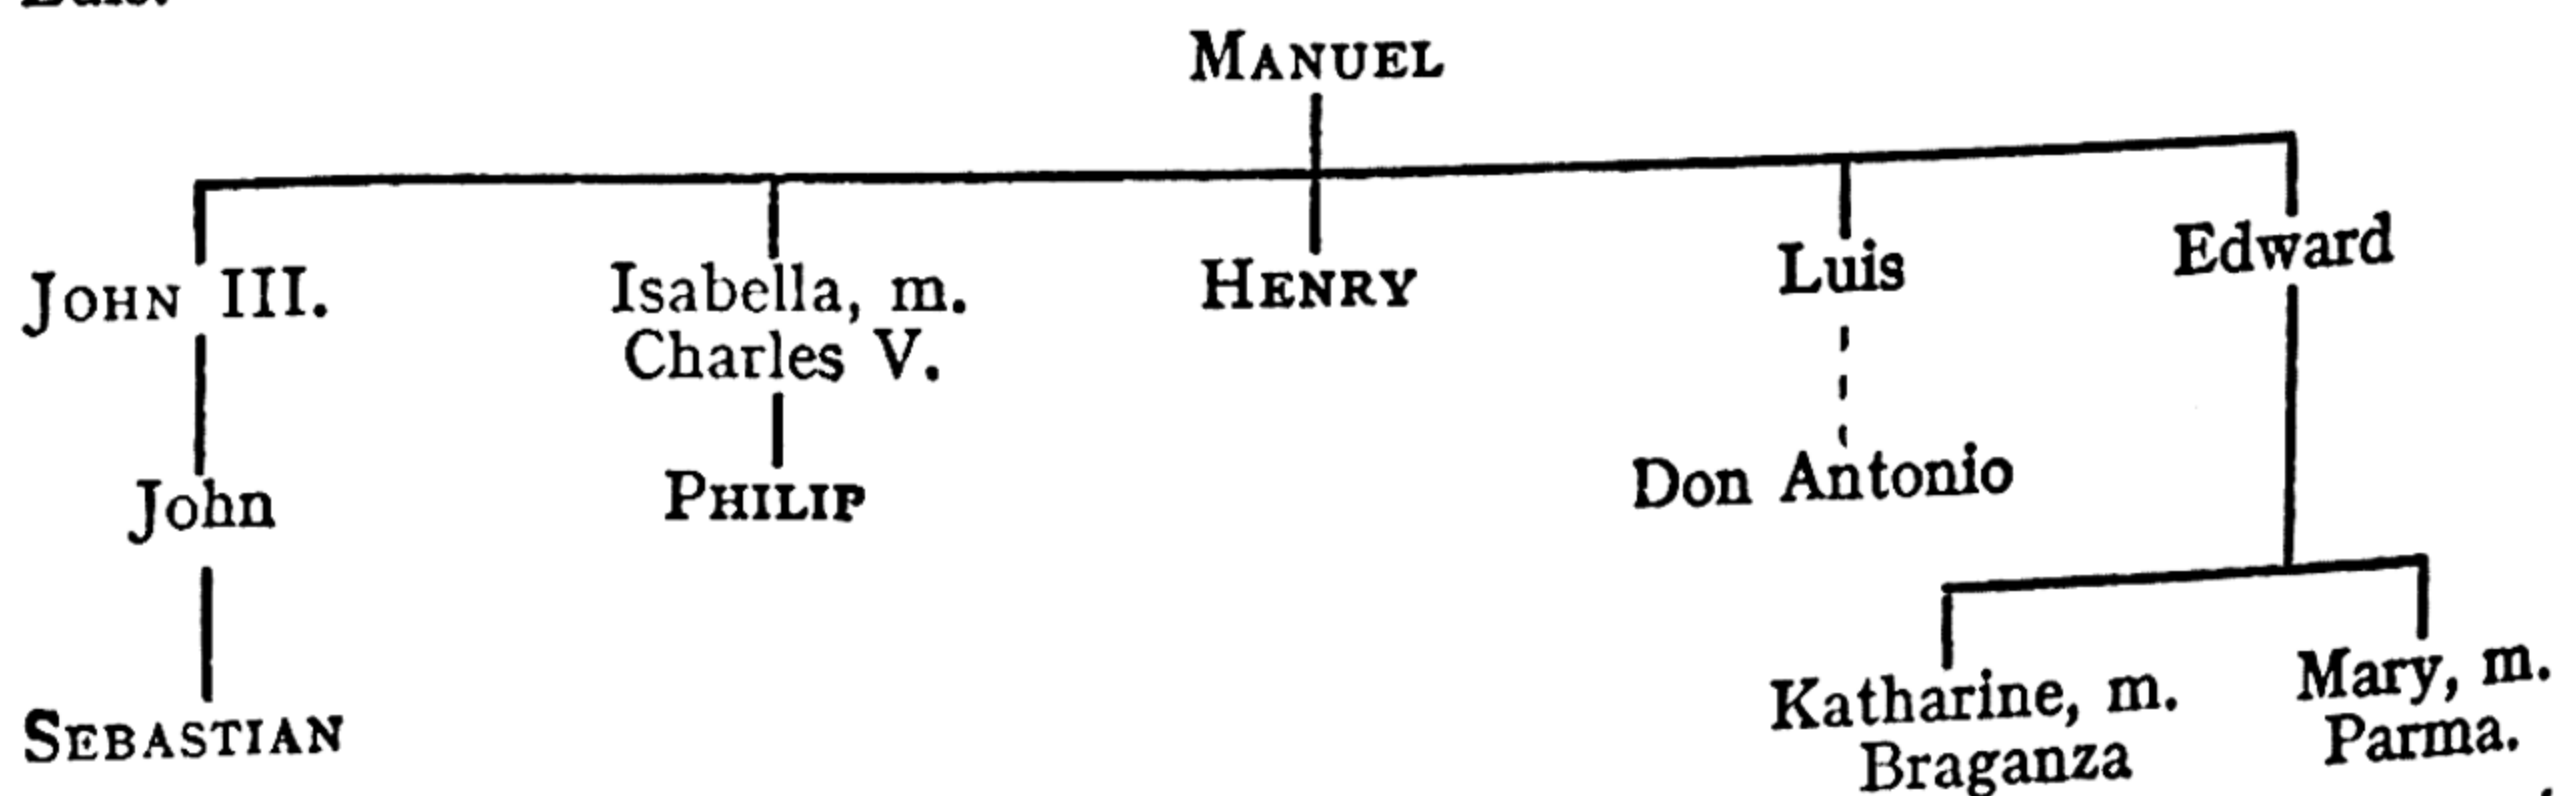 MANUEL
JOHN III.
Isabella, m.
Charles V.
HENRY
Luis
Edward
John
PHILIP
Don Antonio
SEBASTIAN
Katharine, m.
Braganza
Mary, m.
Parma.